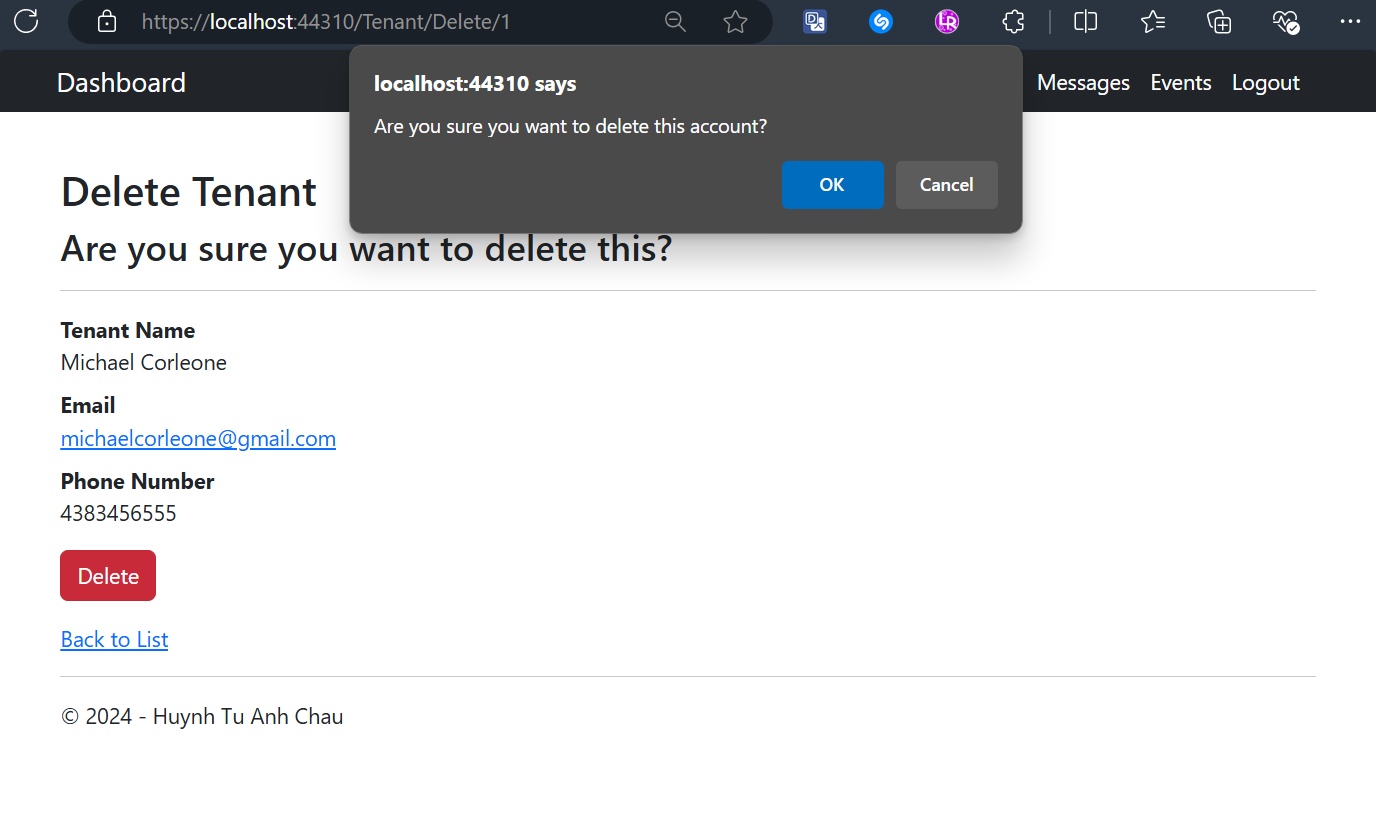 https://localhost:44310/Tenant/Delete/1
Dashboard
Messages Events Logout
localhost:44310 says
Are you sure you want to delete this account?
OK Cancel
Delete Tenant
Are you sure you want to delete this?
Tenant Name
Michael Corleone
Email
michaelcorleone@gmail.com
Phone Number
4383456555
Delete
Back to List
© 2024 - Huynh Tu Anh Chau